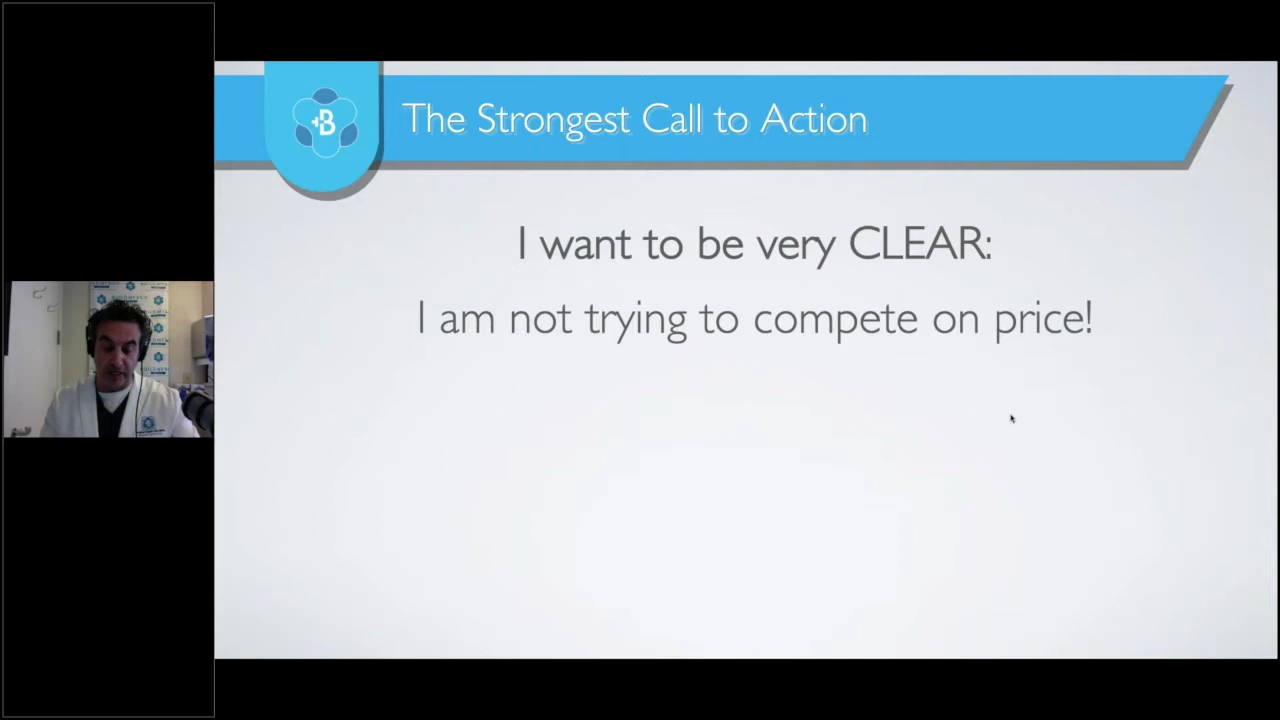 +B
The Strongest Call to Action
I want to be very CLEAR:
I am not trying to compete on price!